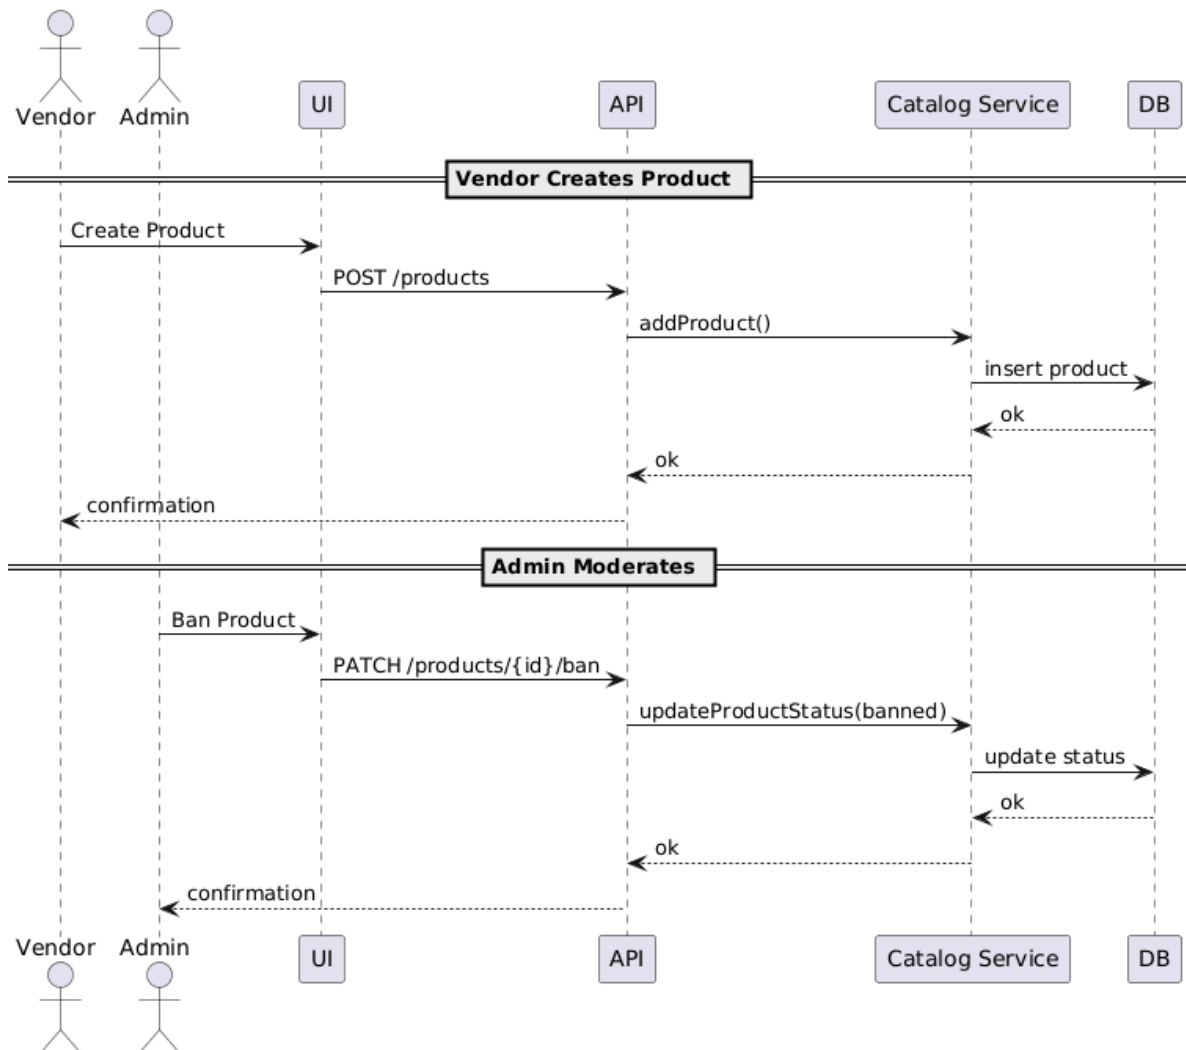 Vendor Admin UI API Catalog Service DB
Vendor Creates Product
Create Product
POST /products
addProduct()
insert product
ok
ok
confirmation
Admin Moderates
Ban Product
PATCH /products/{id}/ban
updateProductStatus(banned)
update status
ok
ok
confirmation
Vendor Admin UI API Catalog Service DB